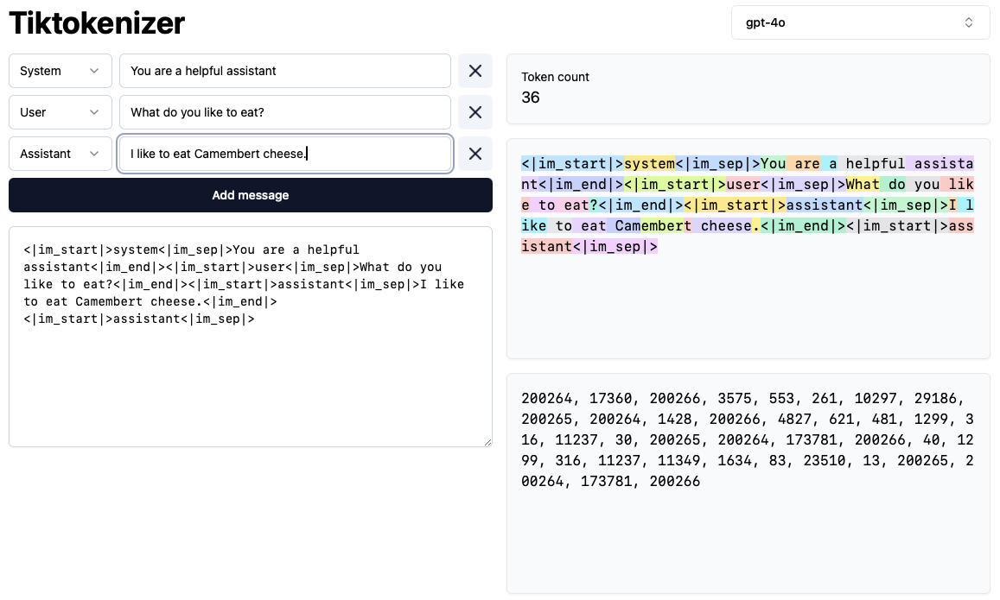 Tiktokenizer
gpt-4o
System
You are a helpful assistant
User
What do you like to eat?
Assistant
I like to eat Camembert cheese.
Add message
<|im_start|>system<|im_sep|>You are a helpful
assistant<|im_end|><|im_start|>user<|im_sep|>What do you
like to eat?<|im_end|><|im_start|>assistant<|im_sep|>I like
to eat Camembert cheese.<|im_end|>
<|im_start|>assistant<|im_sep|>
Token count
36
<|im_start|>system<|im_sep|>You are a helpful assista
nt<|im_end|><|im_start|>user<|im_sep|>What do you lik
e to eat?<|im_end|><|im_start|>assistant<|im_sep|>I l
ike to eat Camembert cheese.<|im_end|><|im_start|>ass
istant<|im_sep|>
200264, 17360, 200266, 3575, 553, 261, 10297, 29186,
200265, 200264, 1428, 200266, 4827, 621, 481, 1299, 3
16, 11237, 30, 200265, 200264, 173781, 200266, 40, 12
99, 316, 11237, 11349, 1634, 83, 23510, 13, 200265, 2
00264, 173781, 200266